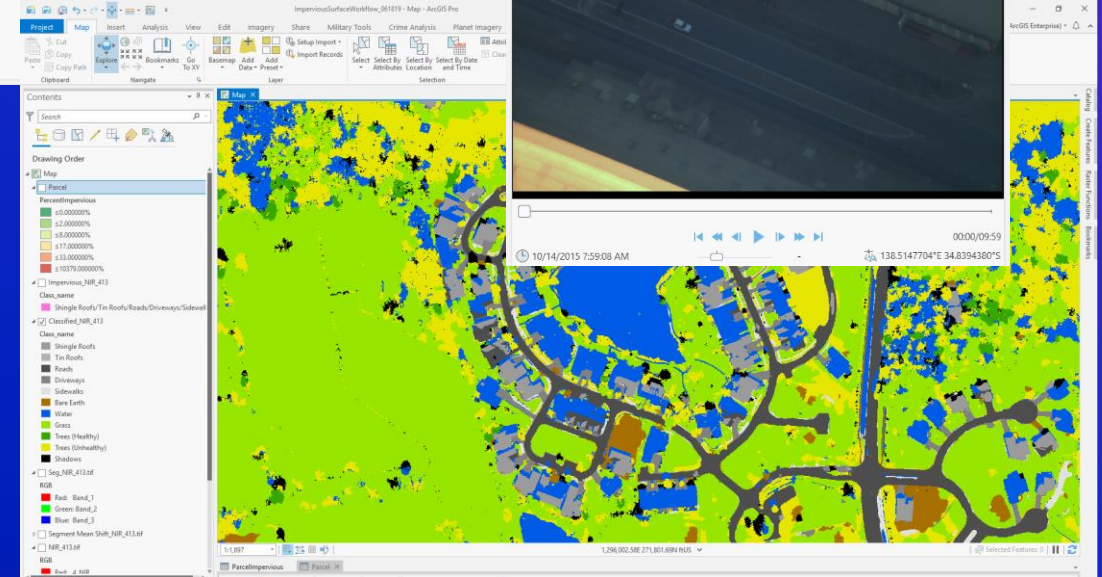 ImperviousSurfaceWorkflow_061819 - Map - ArcGIS Pro
Project Map Insert Analysis View Edit Imagery Share Military Tools Crime Analysis Planet Imagery
ArcGIS Enterprise)
Paste
Cut
Copy
Copy Path
Explore
Bookmarks
Go To XY
Basemap
Add Data
Add Preset
Setup Import
Import Records
Select
Select By Attributes
Select By Location
Select By Date and Time
Clear
Clipboard Navigate Layer Selection
Contents
Map
Search
Drawing Order
Map
Parcel
PercentImpervious
≤0.000000%
≤2.000000%
≤8.000000%
≤17.000000%
≤33.000000%
≤10379.000000%
Impervious_NIR_413
Class_name
Shingle Roofs/Tin Roofs/Roads/Driveways/Sidewal
Classified_NIR_413
Class_name
Shingle Roofs
Tin Roofs
Roads
Driveways
Sidewalks
Bare Earth
Water
Grass
Trees (Healthy)
Trees (Unhealthy)
Shadows
Seg_NIR_413.tif
RGB
Red: Band_1
Green: Band_2
Blue: Band_3
Segment Mean Shift_NIR_413.tif
NIR_413.tif
RGB
Red: 4_NIR
00:00/09:59
10/14/2015 7:59:08 AM
-
138.5147704°E 34.8394380°S
Catalog
Create Features
Raster Functions
Bookmarks
1:1,897
1,296,002.58E 271,801.69N ftUS
Selected Features: 0
ParcelImpervious
Parcel